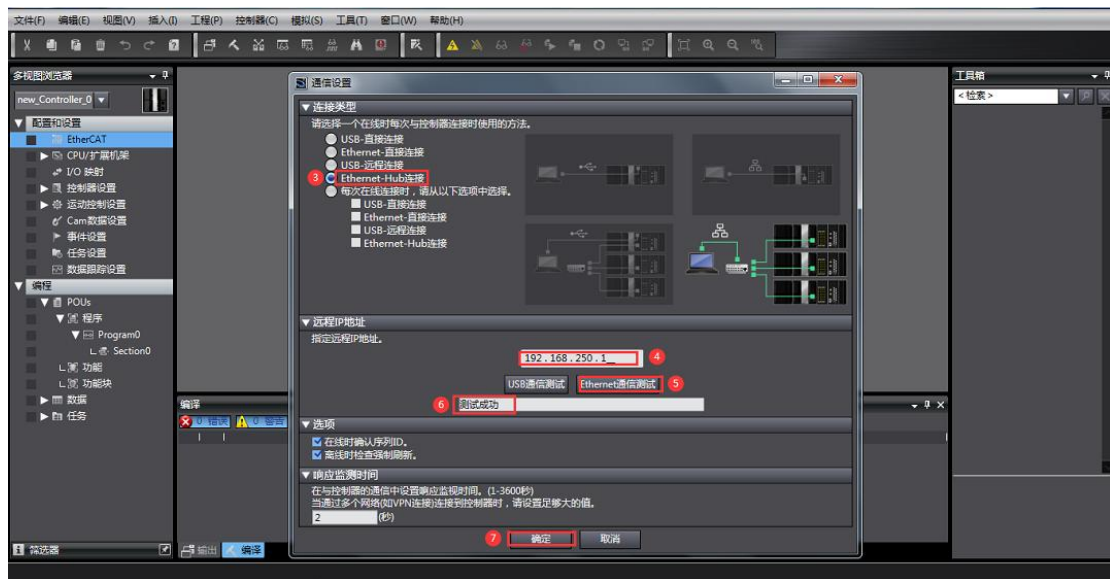 文件(F) 编辑(E) 视图(V) 插入(I) 工程(P) 控制器(C) 模拟(S) 工具(T) 窗口(W) 帮助(H)
多视图浏览器
new_Controller_0
配置和设置
EtherCAT
CPU/扩展机架
I/O 映射
控制器设置
运动控制设置
Cam数据设置
事件设置
任务设置
数据跟踪设置
编程
POUs
程序
Program0
Section0
功能
功能块
数据
任务
筛选器
通信设置
连接类型
请选择一个在线时每次与控制器连接时使用的方法。
USB-直接连接
Ethernet-直接连接
USB-远程连接
3 Ethernet-Hub连接
每次在线连接时，请从以下选项中选择。
USB-直接连接
Ethernet-直接连接
USB-远程连接
Ethernet-Hub连接
远程IP地址
指定远程IP地址。
192.168.250.1_ 4
USB通信测试 Ethernet通信测试 5
6 测试成功
选项
在线时确认序列ID。
离线时检查强制刷新。
响应监测时间
在与控制器的通信中设置响应监视时间。(1-3600秒)
当通过多个网络(如VPN连接)连接到控制器时，请设置足够大的值。
2 (秒)
7 确定 取消
编译
0 错误 0 警告
输出 编译
工具箱
<检索>